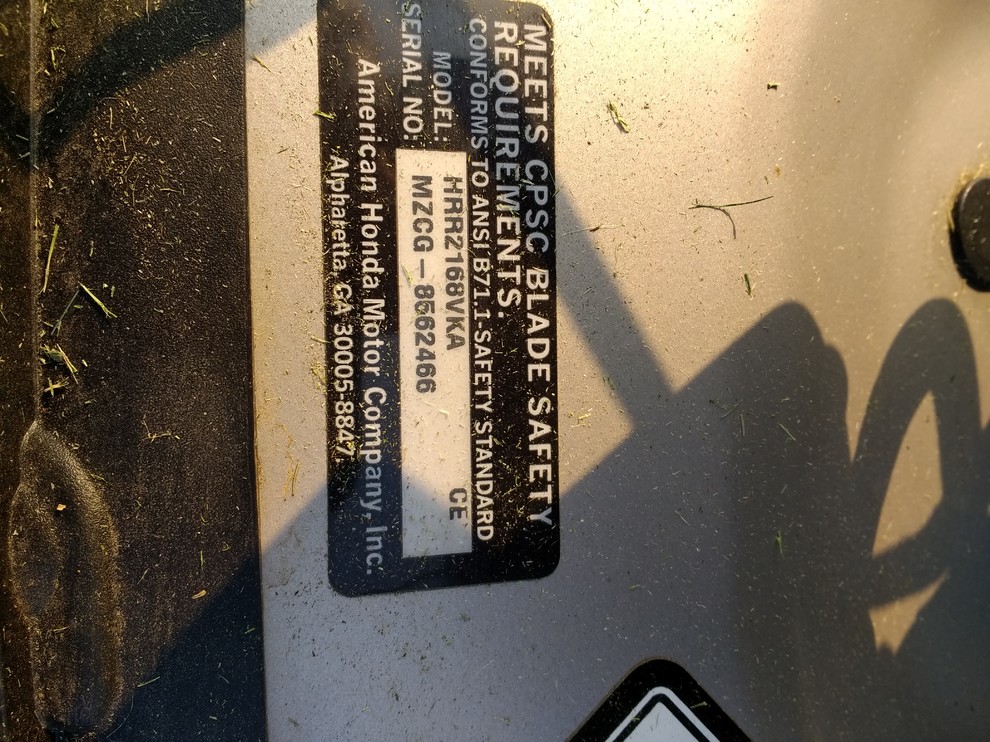 MEETS CPSC BLADE SAFETY
REQUIREMENTS.
CONFORMS TO ANSI B71.1-SAFETY STANDARD
MODEL: HRR2168VKA CE
SERIAL NO: MZCG-8662466
American Honda Motor Company, Inc.
Alpharetta, GA 30005-8847